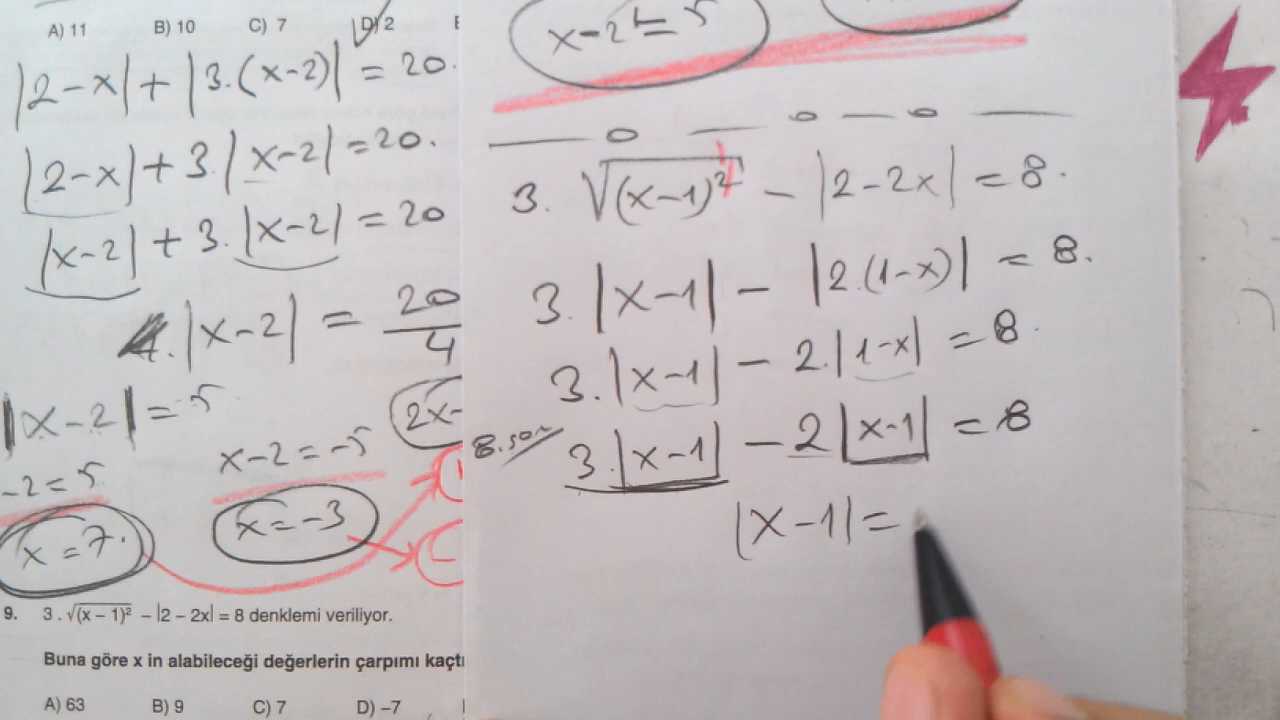 A) 11 B) 10 C) 7 D) 2
|2-x| + |3.(x-2)| = 20.
|2-x| + 3.|x-2| = 20.
|x-2| + 3.|x-2| = 20
4.|x-2| = 20/4
|x-2| = 5
x-2 = -5
-2 = 5
x = 7.
x = -3
2x-
9. 3 . √(x – 1)² – |2 – 2x| = 8 denklemi veriliyor.
Buna göre x in alabileceği değerlerin çarpımı kaçtı
A) 63 B) 9 C) 7 D) –7
3. √(x-1)² - |2-2x| = 8.
3. |x-1| - |2.(1-x)| = 8.
3. |x-1| - 2.|1-x| = 8.
8.son
3.|x-1| - 2|x-1| = 8
|x-1| =